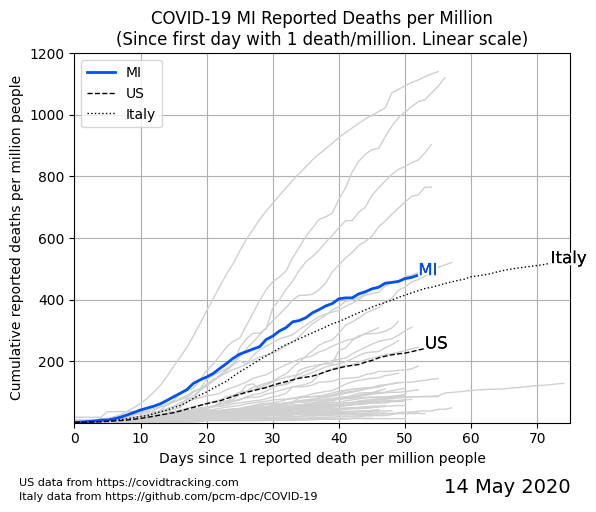 COVID-19 MI Reported Deaths per Million
(Since first day with 1 death/million. Linear scale)
Cumulative reported deaths per million people
1200
1000
800
600
400
200
MI
US
Italy
Italy
MI
US
0 10 20 30 40 50 60 70
Days since 1 reported death per million people
US data from https://covidtracking.com
Italy data from https://github.com/pcm-dpc/COVID-19
14 May 2020